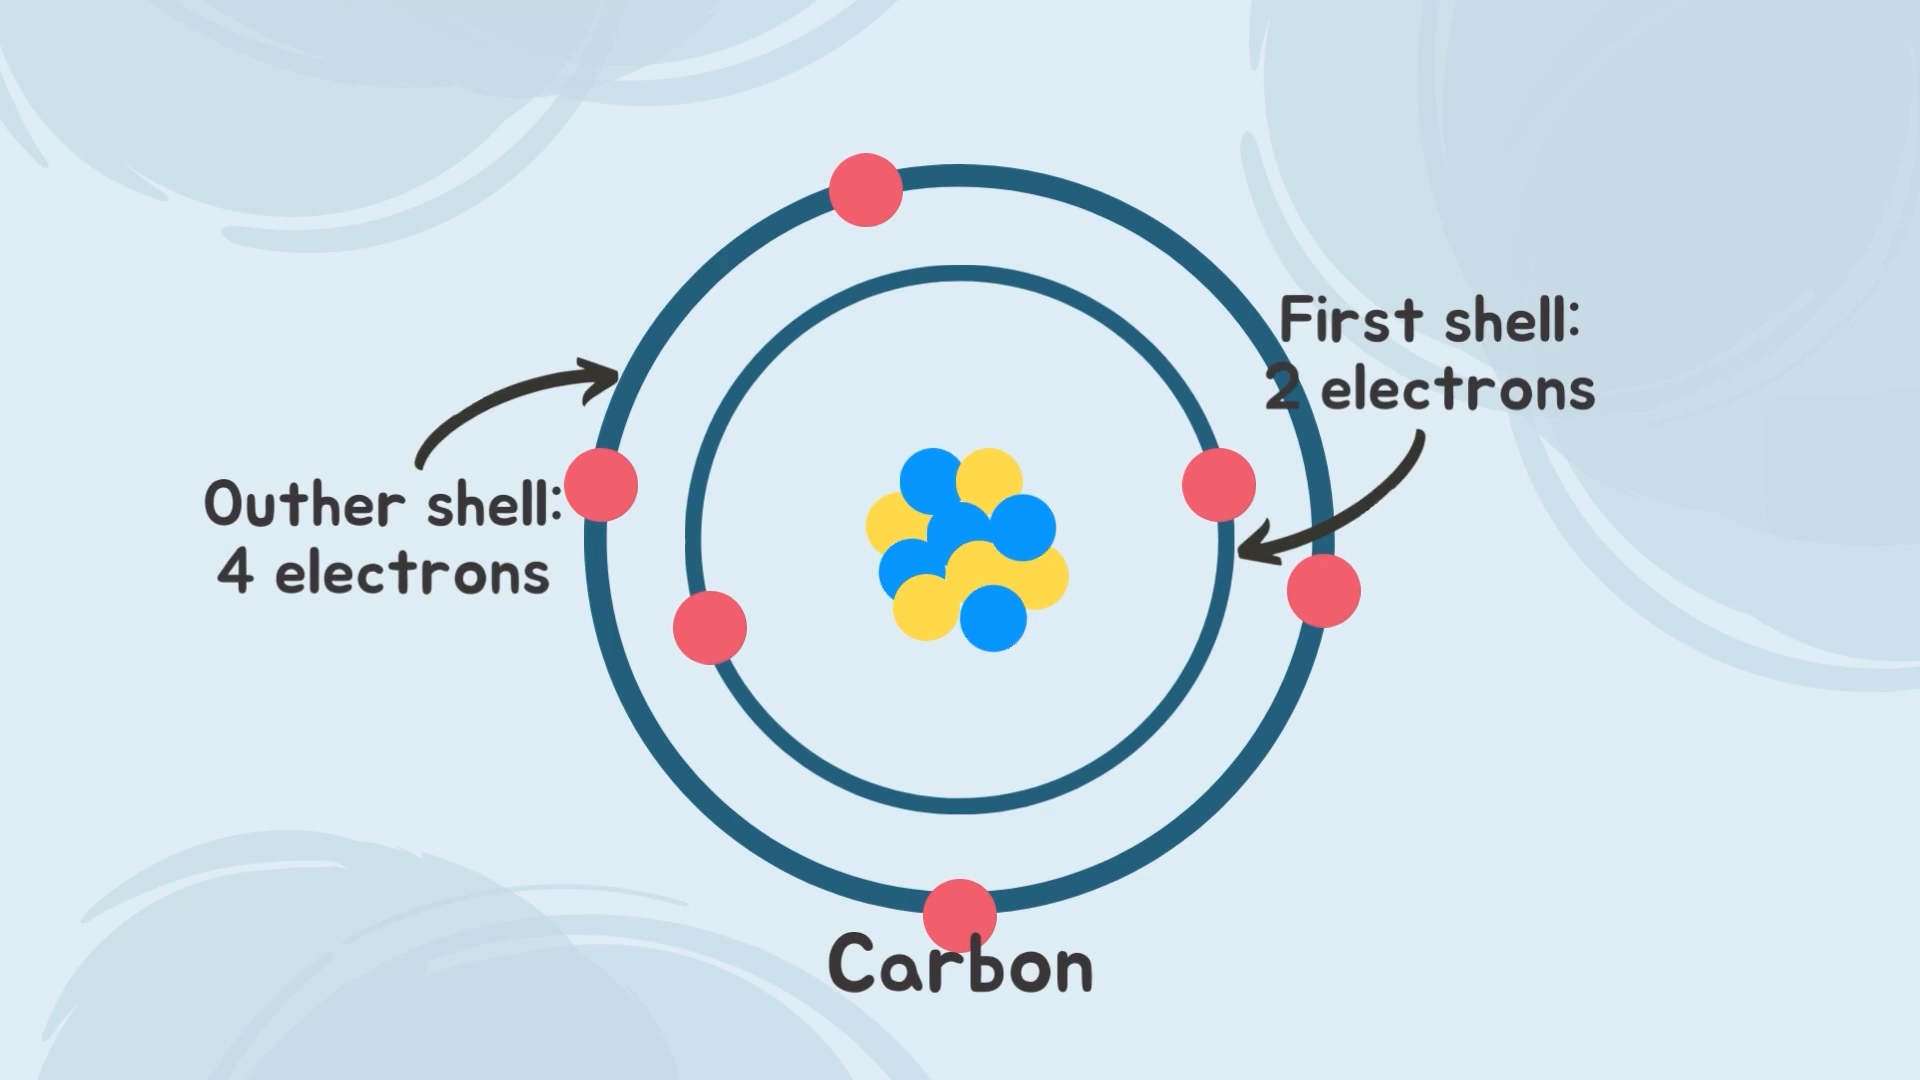 First shell:
2 electrons
Outher shell:
4 electrons
Carbon